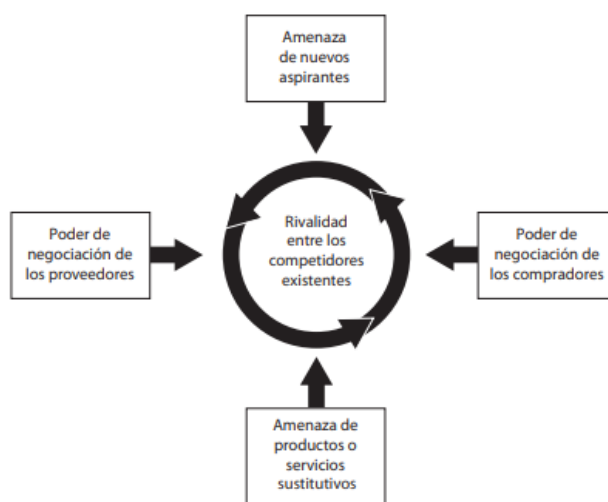 Amenaza
de nuevos
aspirantes
Poder de
negociación de
los proveedores
Rivalidad
entre los
competidores
existentes
Poder de
negociación de
los compradores
Amenaza de
productos o
servicios
sustitutivos